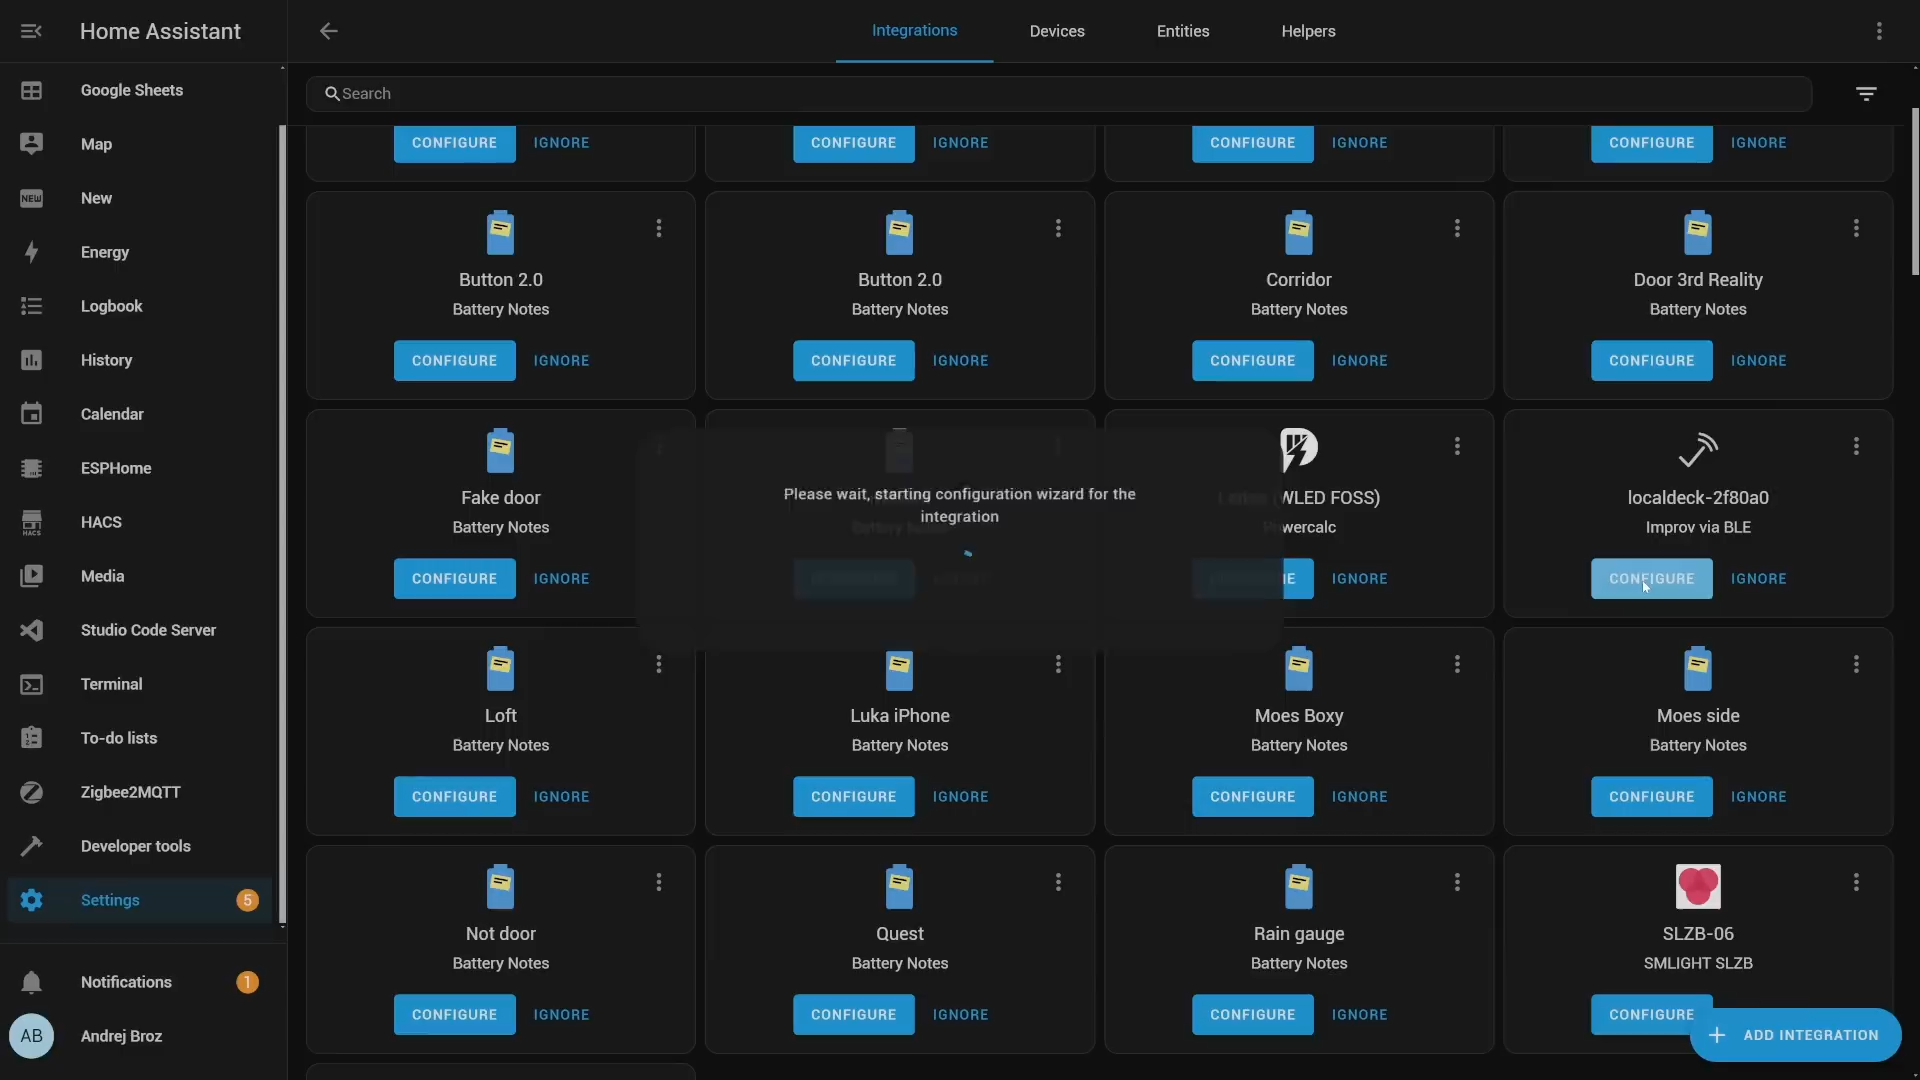 Home Assistant
Integrations
Devices
Entities
Helpers
Search
Google Sheets
Map
New
Energy
Logbook
History
Calendar
ESPHome
HACS
Media
Studio Code Server
Terminal
To-do lists
Zigbee2MQTT
Developer tools
Settings
5
Notifications
1
AB
Andrej Broz
NEW
HACS
CONFIGURE IGNORE
CONFIGURE IGNORE
CONFIGURE IGNORE
CONFIGURE IGNORE
Button 2.0
Battery Notes
CONFIGURE IGNORE
Button 2.0
Battery Notes
CONFIGURE IGNORE
Corridor
Battery Notes
CONFIGURE IGNORE
Door 3rd Reality
Battery Notes
CONFIGURE IGNORE
Fake door
Battery Notes
CONFIGURE IGNORE
Please wait, starting configuration wizard for the
integration
(WLED FOSS)
Powercalc
IGNORE
localdeck-2f80a0
Improv via BLE
CONFIGURE IGNORE
Loft
Battery Notes
CONFIGURE IGNORE
Luka iPhone
Battery Notes
CONFIGURE IGNORE
Moes Boxy
Battery Notes
CONFIGURE IGNORE
Moes side
Battery Notes
CONFIGURE IGNORE
Not door
Battery Notes
CONFIGURE IGNORE
Quest
Battery Notes
CONFIGURE IGNORE
Rain gauge
Battery Notes
CONFIGURE IGNORE
SLZB-06
SMLIGHT SLZB
CONFIGURE
ADD INTEGRATION